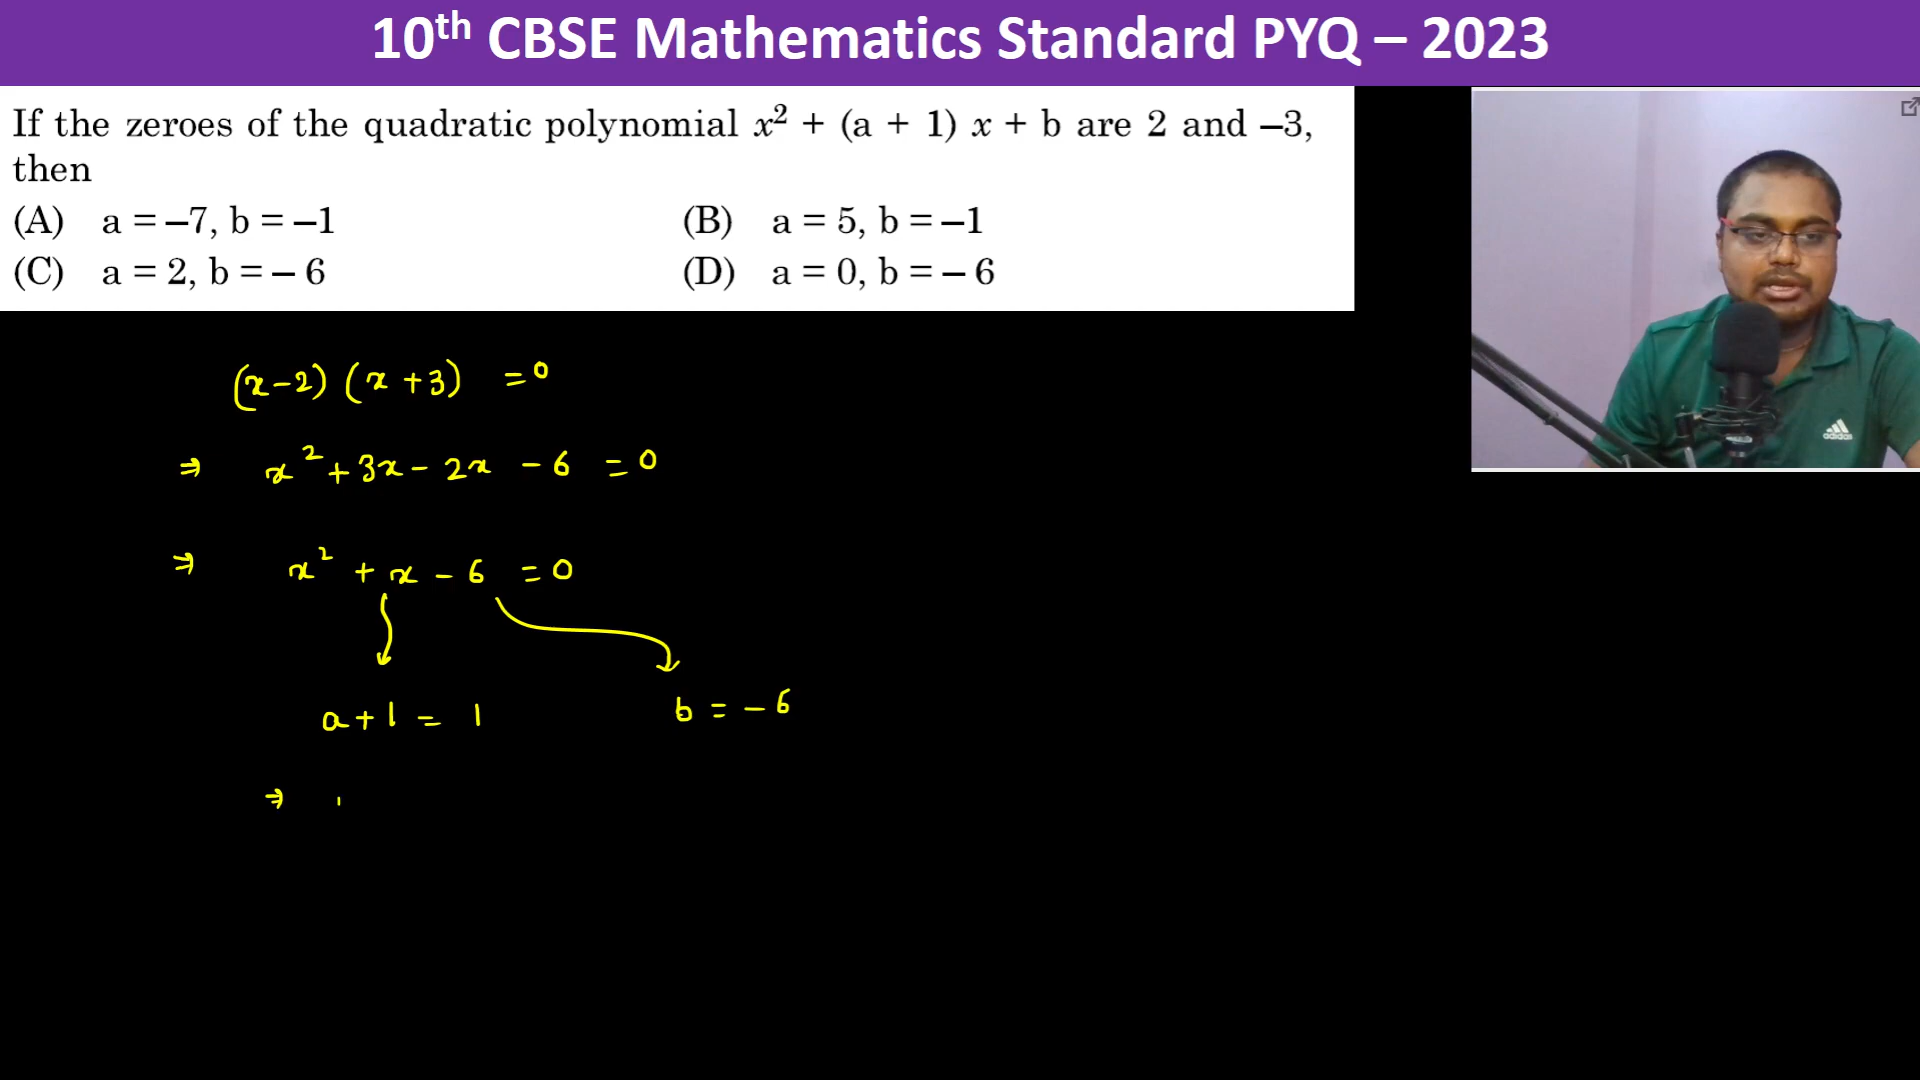 10th CBSE Mathematics Standard PYQ – 2023
If the zeroes of the quadratic polynomial x² + (a + 1) x + b are 2 and –3,
then
(A) a = –7, b = –1
(B) a = 5, b = –1
(C) a = 2, b = – 6
(D) a = 0, b = – 6
adidas
(x-2) (x+3) = 0
⇒ x² + 3x - 2x - 6 = 0
⇒ x² + x - 6 = 0
a+1 = 1
b = -6
⇒